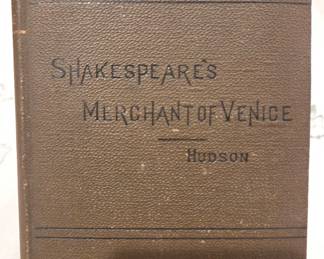 SHAKESPEARE'S
MERCHANT OF VENICE
HUDSON